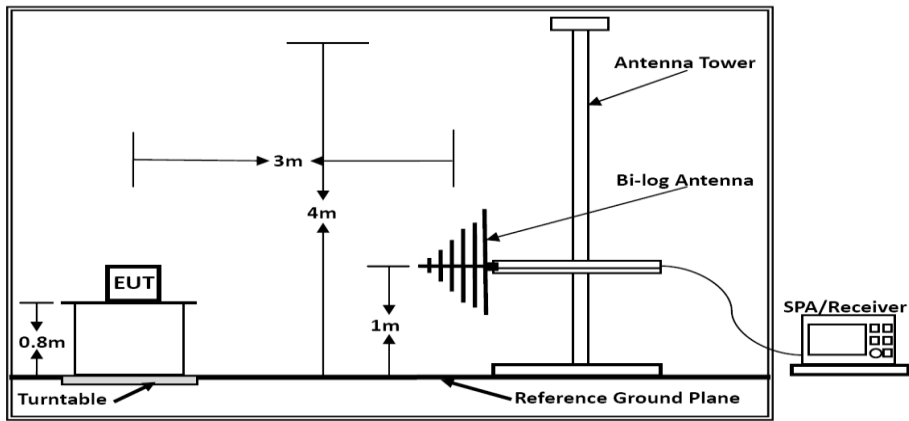 Antenna Tower
3m
Bi-log Antenna
4m
EUT
SPA/Receiver
0.8m
1m
Turntable
Reference Ground Plane